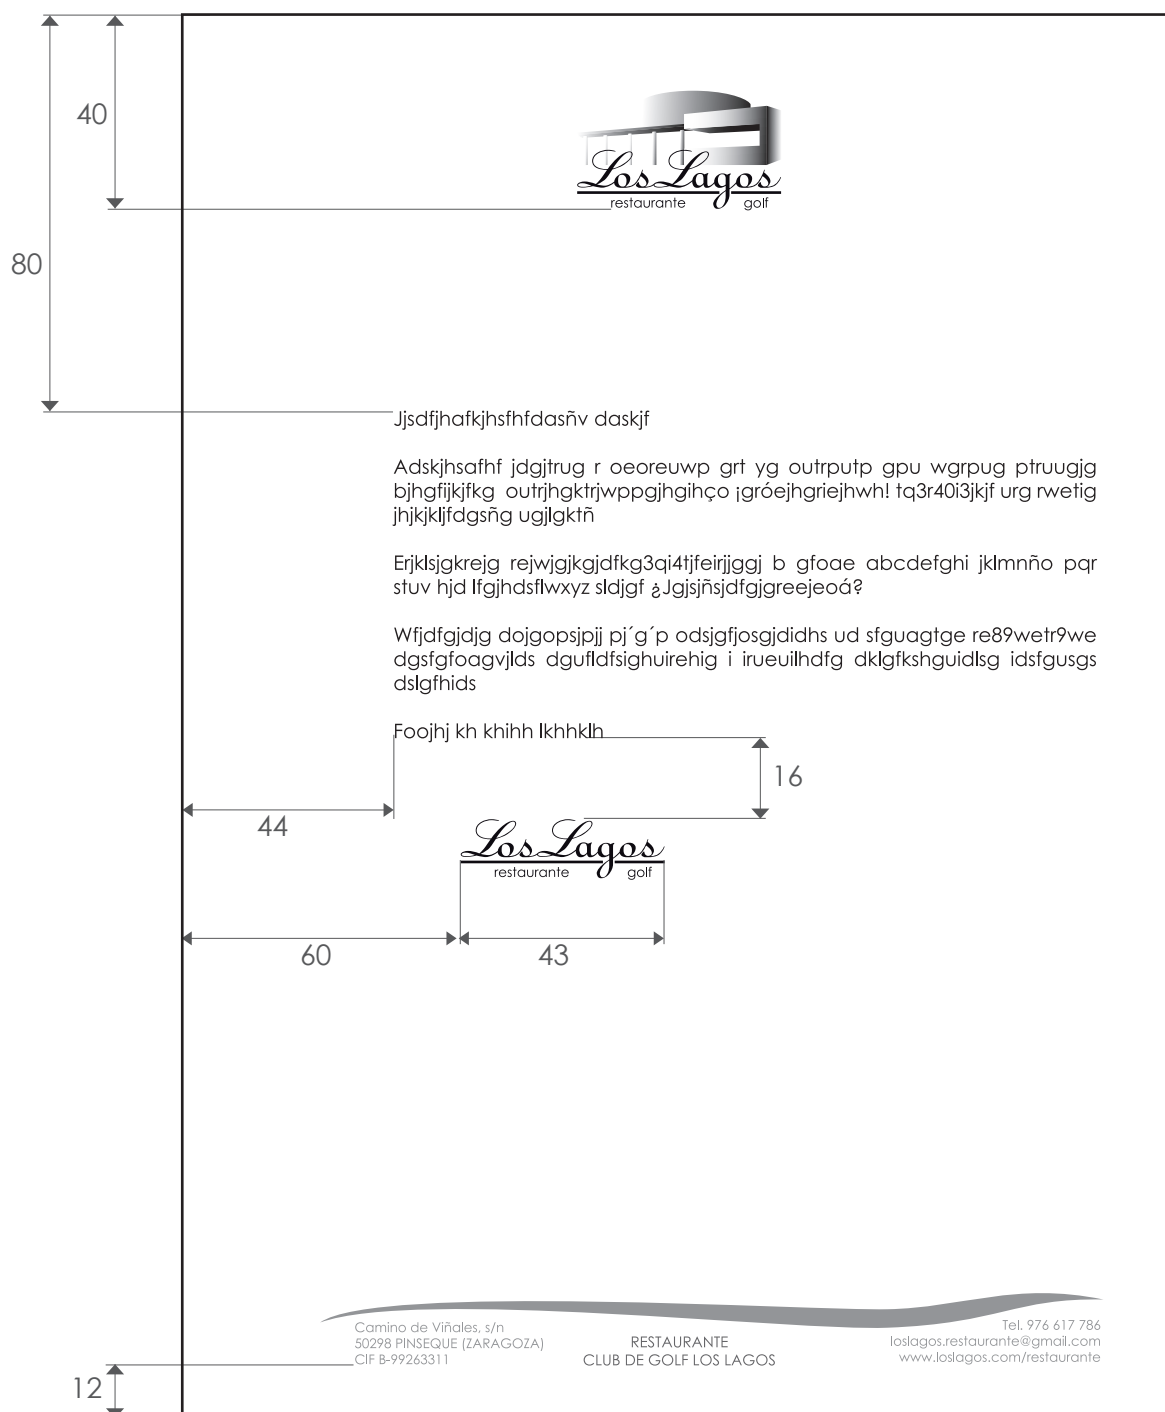 40
Los Lagos
restaurante golf
80
Jjsdfjhafkjhsfhfdasñv daskjf
Adskjhsafhf jdgjtrug r oeoreuwp grt yg outrputp gpu wgrpug ptruugjg
bjhgfijkjfkg outrjhgktrjwppgjhgihço ¡gróejhgriejhwh! tq3r40i3jkjf urg rwetig
jhjkjkljfdgsñg ugjlgktñ
Erjklsjgkrejg rejwjgjkgjdfkg3qi4tjfeirjjggj b gfoae abcdefghi jklmnño pqr
stuv hjd lfgjhdsflwxyz sldjgf ¿Jgjsjñsjdfgjgreejeoá?
Wfjdfgjdjg dojgopsjpjj pj´g´p odsjgfjosgjdidhs ud sfguagtge re89wetr9we
dgsfgfoagvjlds dgufldfsighuirehig i irueuilhdfg dklgfkshguidlsg idsfgusgs
dslgfhids
Foojhj kh khihh lkhhklh
16
44
Los Lagos
restaurante golf
60 43
Camino de Viñales, s/n
50298 PINSEQUE (ZARAGOZA)
CIF B-99263311
RESTAURANTE
CLUB DE GOLF LOS LAGOS
Tel. 976 617 786
loslagos.restaurante@gmail.com
www.loslagos.com/restaurante
12